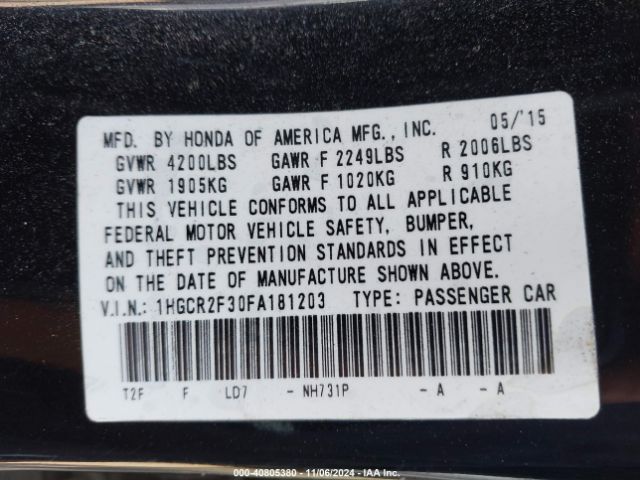 MFD. BY HONDA OF AMERICA MFG., INC. 05/'15
GVWR 4200LBS GAWR F 2249LBS R 2006LBS
GVWR 1905KG GAWR F 1020KG R 910KG
THIS VEHICLE CONFORMS TO ALL APPLICABLE
FEDERAL MOTOR VEHICLE SAFETY, BUMPER,
AND THEFT PREVENTION STANDARDS IN EFFECT
ON THE DATE OF MANUFACTURE SHOWN ABOVE.
V.I.N.: 1HGCR2F30FA181203 TYPE: PASSENGER CAR
T2F F LD7 - NH731P - A - A
000-40805380 - 11/06/2024 - IAA Inc.